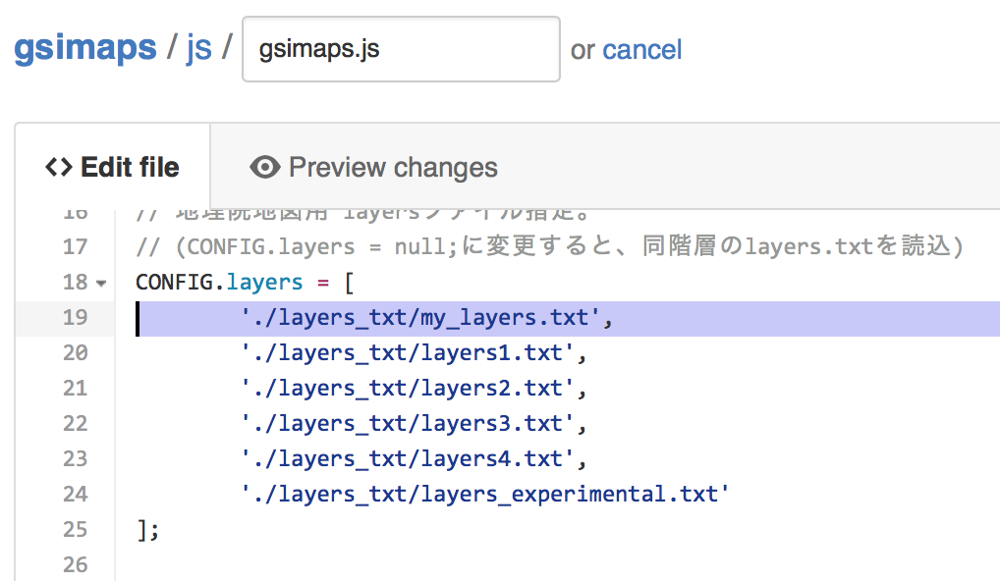 gsimaps / js / gsimaps.js or cancel
<> Edit file Preview changes
16 // 地理院地図用 layersファイル指定。
17 // (CONFIG.layers = null;に変更すると、同階層のlayers.txtを読込)
18 CONFIG.layers = [
19 './layers_txt/my_layers.txt',
20 './layers_txt/layers1.txt',
21 './layers_txt/layers2.txt',
22 './layers_txt/layers3.txt',
23 './layers_txt/layers4.txt',
24 './layers_txt/layers_experimental.txt'
25 ];
26